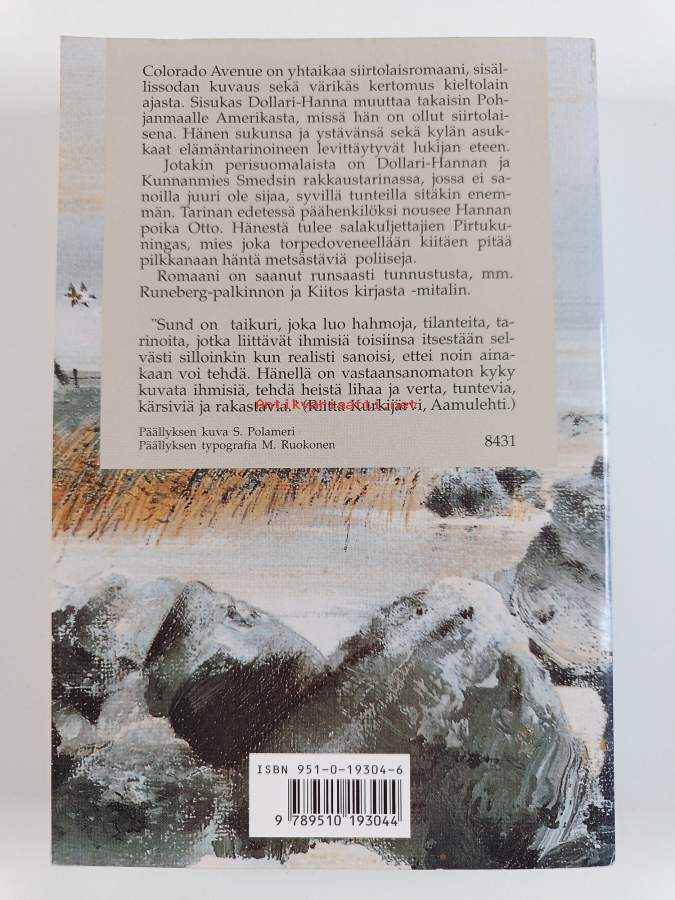 Colorado Avenue on yhtaikaa siirtolaisromaani, sisäl-
lissodan kuvaus sekä värikäs kertomus kieltolain
ajasta. Sisukas Dollari-Hanna muuttaa takaisin Poh-
janmaalle Amerikasta, missä hän on ollut siirtolai-
sena. Hänen sukunsa ja ystävänsä sekä kylän asuk-
kaat elämäntarinoineen levittäytyvät lukijan eteen.
Jotakin perisuomalaista on Dollari-Hannan ja
Kunnanmies Smedsin rakkaustarinassa, jossa ei sa-
noilla juuri ole sijaa, syvillä tunteilla sitäkin enem-
män. Tarinan edetessä päähenkilöksi nousee Hannan
poika Otto. Hänestä tulee salakuljettajien Pirtuku-
ningas, mies joka torpedoveneellään kiitäen pitää
pilkkanaan häntä metsästäviä poliiseja.
Romaani on saanut runsaasti tunnustusta, mm.
Runeberg-palkinnon ja Kiitos kirjasta -mitalin.
"Sund on taikuri, joka luo hahmoja, tilanteita, ta-
rinoita, jotka liittävät ihmisiä toisiinsa itsestään sel-
västi silloinkin kun realisti sanoisi, ettei noin aina-
kaan voi tehdä. Hänellä on vastaansanomaton kyky
kuvata ihmisiä, tehdä heistä lihaa ja verta, tuntevia,
kärsiviä ja rakastavia." (Riitta Kurkijärvi, Aamulehti.)
Päällyksen kuva S. Polameri
Päällyksen typografia M. Ruokonen
8431
ISBN 951-0-19304-6
9 789510 193044